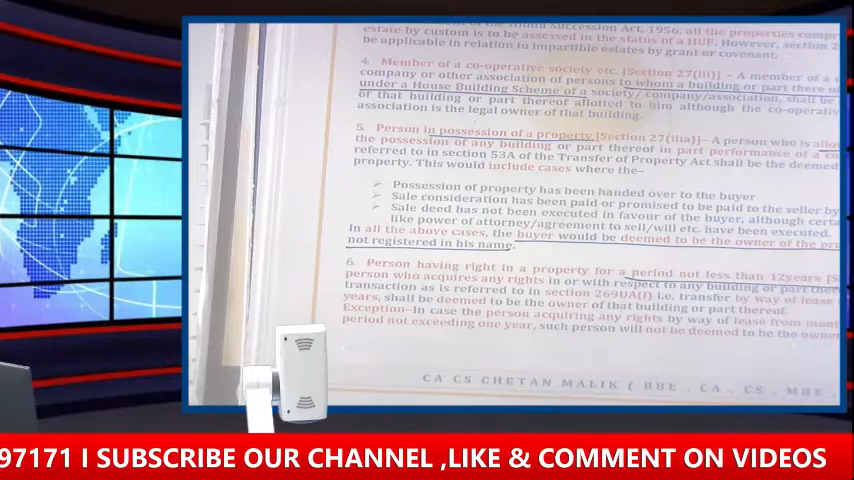 of the Hindu Succession Act, 1956, all the properties compr
estate by custom is to be assessed in the status of a HUF. However, section 2
be applicable in relation to impartible estates by grant or covenant.
4. Member of a co-operative society etc. [Section 27(iii)] – A member of a c
company or other association of persons to whom a building or part there o
under a House Building Scheme of a society/ company/association, shall be
of that building or part thereof allotted to him although the co-operativ
association is the legal owner of that building.
5. Person in possession of a property [Section 27(iiia)]– A person who is allo
the possession of any building or part thereof in part performance of a co
referred to in section 53A of the Transfer of Property Act shall be the deemed
property. This would include cases where the–
➢ Possession of property has been handed over to the buyer
➢ Sale consideration has been paid or promised to be paid to the seller by
➢ Sale deed has not been executed in favour of the buyer, although certa
like power of attorney/agreement to sell/will etc. have been executed.
In all the above cases, the buyer would be deemed to be the owner of the pro
not registered in his name.
6. Person having right in a property for a period not less than 12years [S
person who acquires any rights in or with respect to any building or part ther
transaction as is referred to in section 269UA(f) i.e. transfer by way of lease
years, shall be deemed to be the owner of that building or part thereof.
Exception–In case the person acquiring any rights by way of lease from mont
period not exceeding one year, such person will not be deemed to be the owne
CA CS CHETAN MALIK ( BBE , CA , CS , MBE ,
97171 I SUBSCRIBE OUR CHANNEL ,LIKE & COMMENT ON VIDEOS